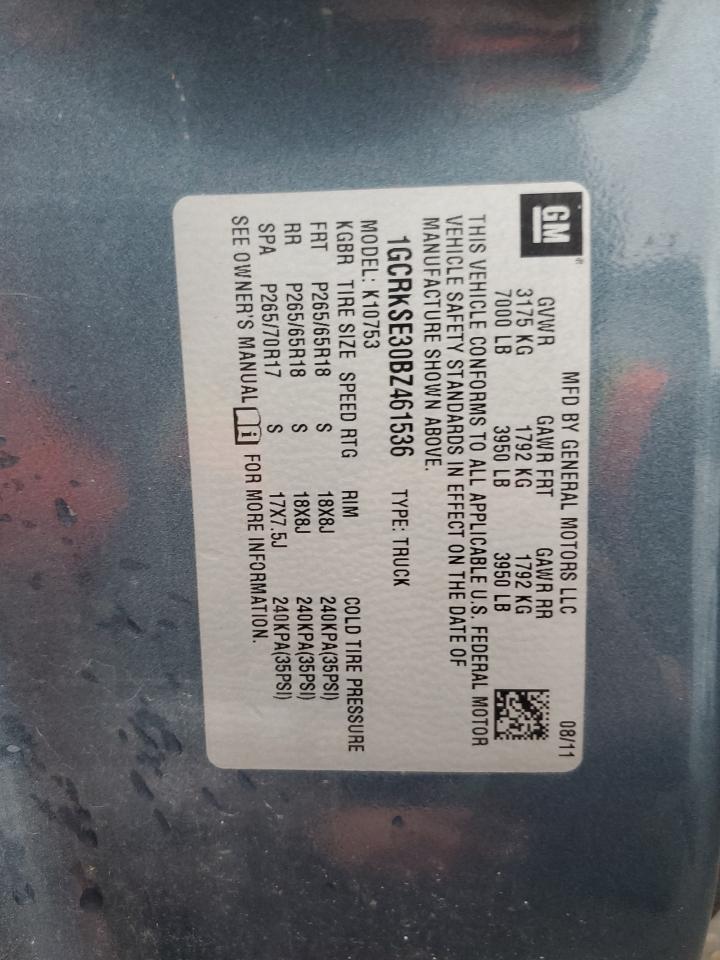 GM
MFD BY GENERAL MOTORS LLC 08/11
GVWR GAWR FRT GAWR RR
3175 KG 1792 KG 1792 KG
7000 LB 3950 LB 3950 LB
THIS VEHICLE CONFORMS TO ALL APPLICABLE U.S. FEDERAL MOTOR
VEHICLE SAFETY STANDARDS IN EFFECT ON THE DATE OF
MANUFACTURE SHOWN ABOVE.
1GCRKSE30BZ461536 TYPE: TRUCK
MODEL: K10753
KGBR TIRE SIZE SPEED RTG RIM COLD TIRE PRESSURE
FRT P265/65R18 S 18X8J 240KPA(35PSI)
RR P265/65R18 S 18X8J 240KPA(35PSI)
SPA P265/70R17 S 17X7.5J 240KPA(35PSI)
SEE OWNER'S MANUAL i FOR MORE INFORMATION.